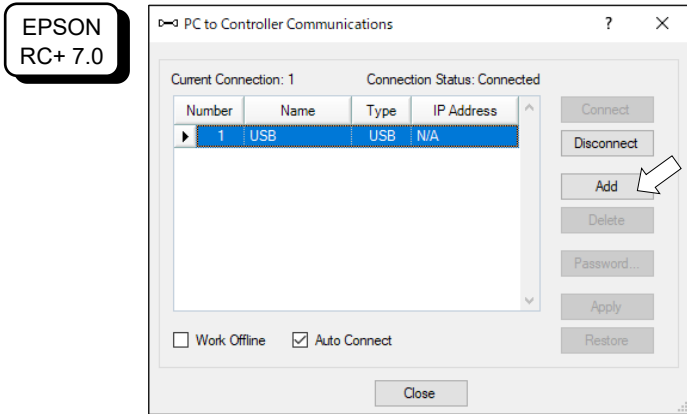 EPSON
RC+ 7.0
PC to Controller Communications
?
Current Connection: 1
Connection Status: Connected
Number Name Type IP Address
1 USB USB N/A
Connect
Disconnect
Add
Delete
Password...
Apply
Restore
Work Offline
Auto Connect
Close